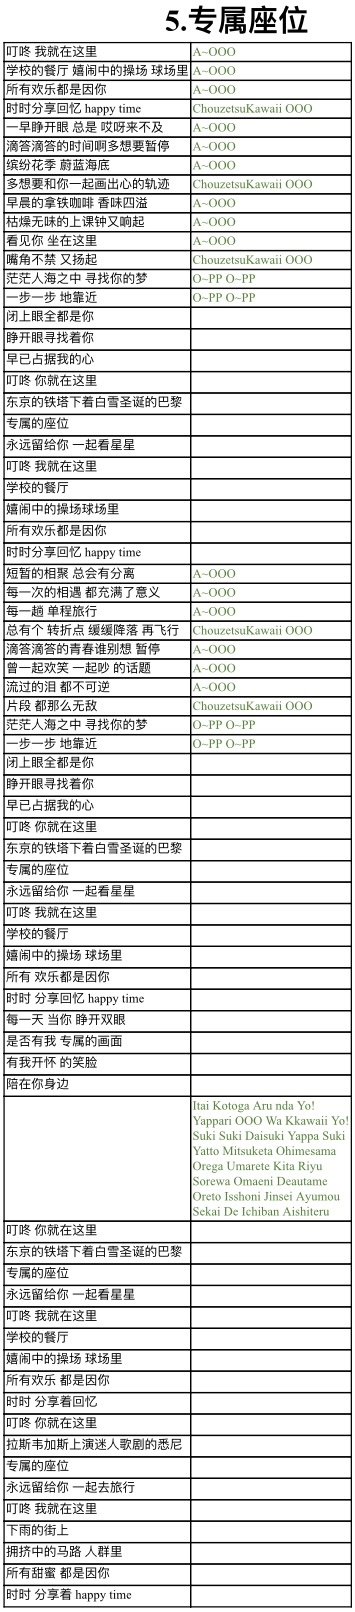 5.专属座位
叮咚 我就在这里 A~OOO
学校的餐厅 嬉闹中的操场 球场里 A~OOO
所有欢乐都是因你 A~OOO
时时分享回忆 happy time ChouzetsuKawaii OOO
一早睁开眼 总是 哎呀来不及 A~OOO
滴答滴答的时间啊多想要暂停 A~OOO
缤纷花季 蔚蓝海底 A~OOO
多想要和你一起画出心的轨迹 ChouzetsuKawaii OOO
早晨的拿铁咖啡 香味四溢 A~OOO
枯燥无味的上课钟又响起 A~OOO
看见你 坐在这里 A~OOO
嘴角不禁 又扬起 ChouzetsuKawaii OOO
茫茫人海之中 寻找你的梦 O~PP O~PP
一步一步 地靠近 O~PP O~PP
闭上眼全都是你
睁开眼寻找着你
早已占据我的心
叮咚 你就在这里
东京的铁塔下着白雪圣诞的巴黎
专属的座位
永远留给你 一起看星星
叮咚 我就在这里
学校的餐厅
嬉闹中的操场球场里
所有欢乐都是因你
时时分享回忆 happy time
短暂的相聚 总会有分离 A~OOO
每一次的相遇 都充满了意义 A~OOO
每一趟 单程旅行 A~OOO
总有个 转折点 缓缓降落 再飞行 ChouzetsuKawaii OOO
滴答滴答的青春谁别想 暂停 A~OOO
曾一起欢笑 一起吵 的话题 A~OOO
流过的泪 都不可逆 A~OOO
片段 都那么无敌 ChouzetsuKawaii OOO
茫茫人海之中 寻找你的梦 O~PP O~PP
一步一步 地靠近 O~PP O~PP
闭上眼全都是你
睁开眼寻找着你
早已占据我的心
叮咚 你就在这里
东京的铁塔下着白雪圣诞的巴黎
专属的座位
永远留给你 一起看星星
叮咚 我就在这里
学校的餐厅
嬉闹中的操场 球场里
所有 欢乐都是因你
时时 分享回忆 happy time
每一天 当你 睁开双眼
是否有我 专属的画面
有我开怀 的笑脸
陪在你身边
Itai Kotoga Aru nda Yo!
Yappari OOO Wa Kkawaii Yo!
Suki Suki Daisuki Yappa Suki
Yatto Mitsuketa Ohimesama
Orega Umarete Kita Riyu
Sorewa Omaeni Deautame
Oreto Isshoni Jinsei Ayumou
Sekai De Ichiban Aishiteru
叮咚 你就在这里
东京的铁塔下着白雪圣诞的巴黎
专属的座位
永远留给你 一起看星星
叮咚 我就在这里
学校的餐厅
嬉闹中的操场 球场里
所有欢乐 都是因你
时时 分享着回忆
叮咚 你就在这里
拉斯韦加斯上演迷人歌剧的悉尼
专属的座位
永远留给你 一起去旅行
叮咚 我就在这里
下雨的街上
拥挤中的马路 人群里
所有甜蜜 都是因你
时时 分享着 happy time